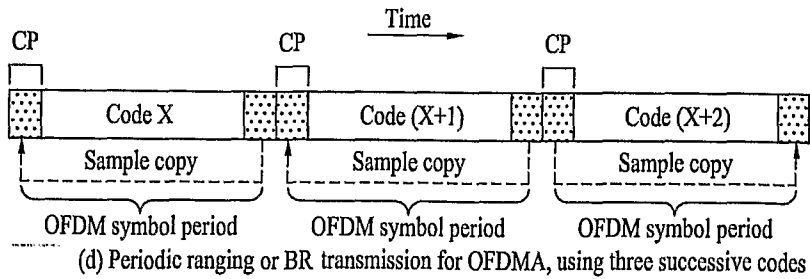 Time
CP CP CP
Code X Code (X+1) Code (X+2)
Sample copy Sample copy Sample copy
OFDM symbol period OFDM symbol period OFDM symbol period
(d) Periodic ranging or BR transmission for OFDMA, using three successive codes